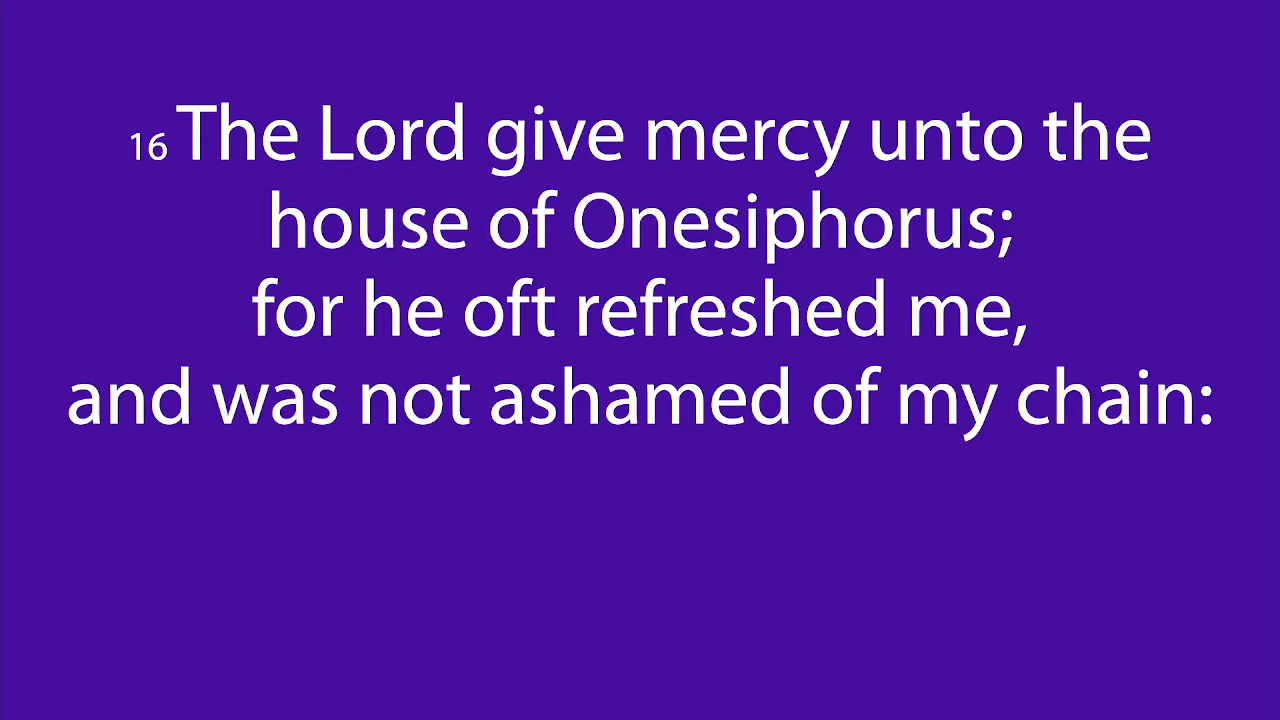 16 The Lord give mercy unto the
house of Onesiphorus;
for he oft refreshed me,
and was not ashamed of my chain: